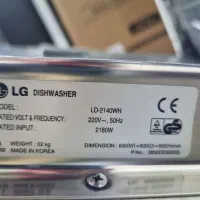 LG DISHWASHER
MODEL : LD-2140WH
RATED VOLT & FREQUENCY : 220V~, 50Hz
RATED INPUT : 2180W
WEIGHT : 52 kg
MADE IN KOREA
DIMENSION :
P/No.